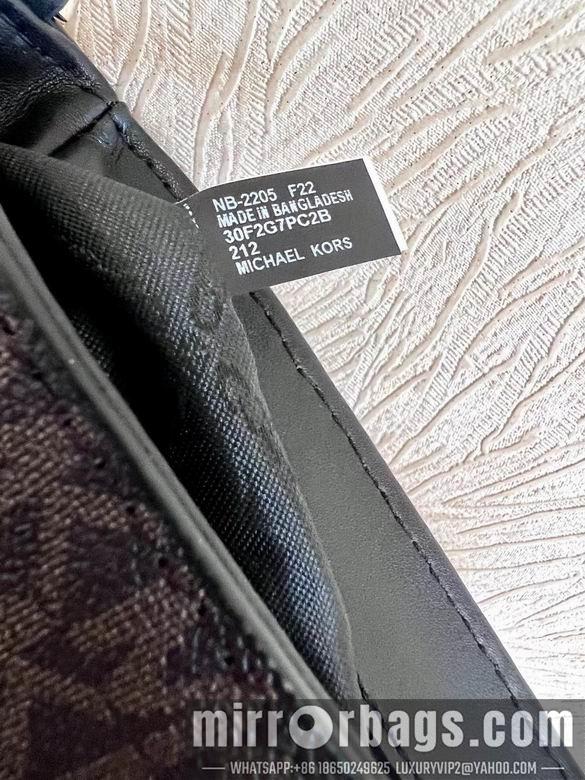 NB-2205 F22
MADE IN BANGLADESH
30F2G7PC2B
212
MICHAEL KORS
mirrorbags.com
WHATSAPP:+86 18650249625 LUXURYVIP2@YAHOO.COM